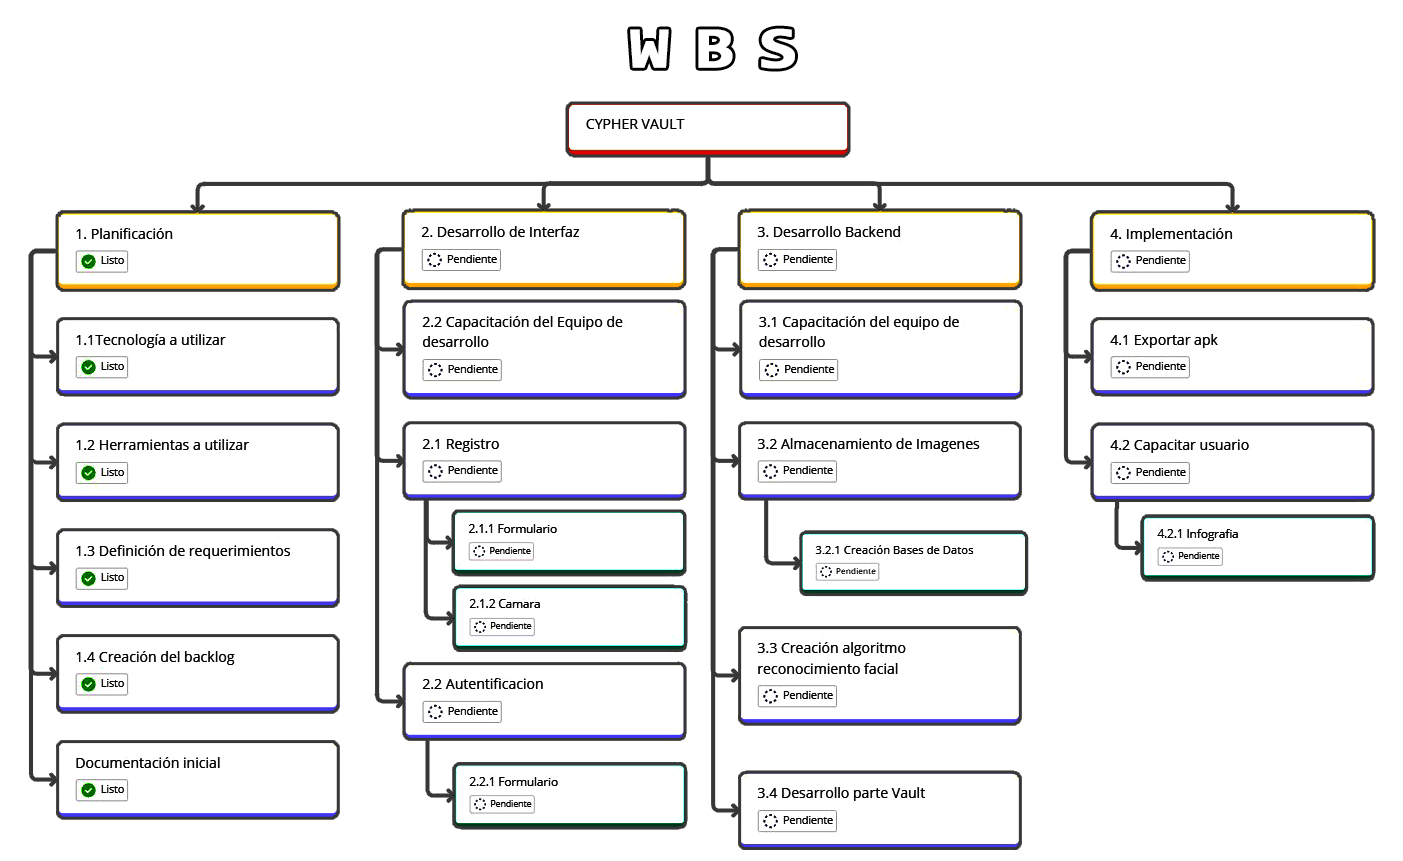 WBS
CYPHER VAULT
1. Planificación
Listo
1.1Tecnología a utilizar
Listo
1.2 Herramientas a utilizar
Listo
1.3 Definición de requerimientos
Listo
1.4 Creación del backlog
Listo
Documentación inicial
Listo
2. Desarrollo de Interfaz
Pendiente
2.2 Capacitación del Equipo de
desarrollo
Pendiente
2.1 Registro
Pendiente
2.1.1 Formulario
Pendiente
2.1.2 Camara
Pendiente
2.2 Autentificacion
Pendiente
2.2.1 Formulario
Pendiente
3. Desarrollo Backend
Pendiente
3.1 Capacitación del equipo de
desarrollo
Pendiente
3.2 Almacenamiento de Imagenes
Pendiente
3.2.1 Creación Bases de Datos
Pendiente
3.3 Creación algoritmo
reconocimiento facial
Pendiente
3.4 Desarrollo parte Vault
Pendiente
4. Implementación
Pendiente
4.1 Exportar apk
Pendiente
4.2 Capacitar usuario
Pendiente
4.2.1 Infografia
Pendiente